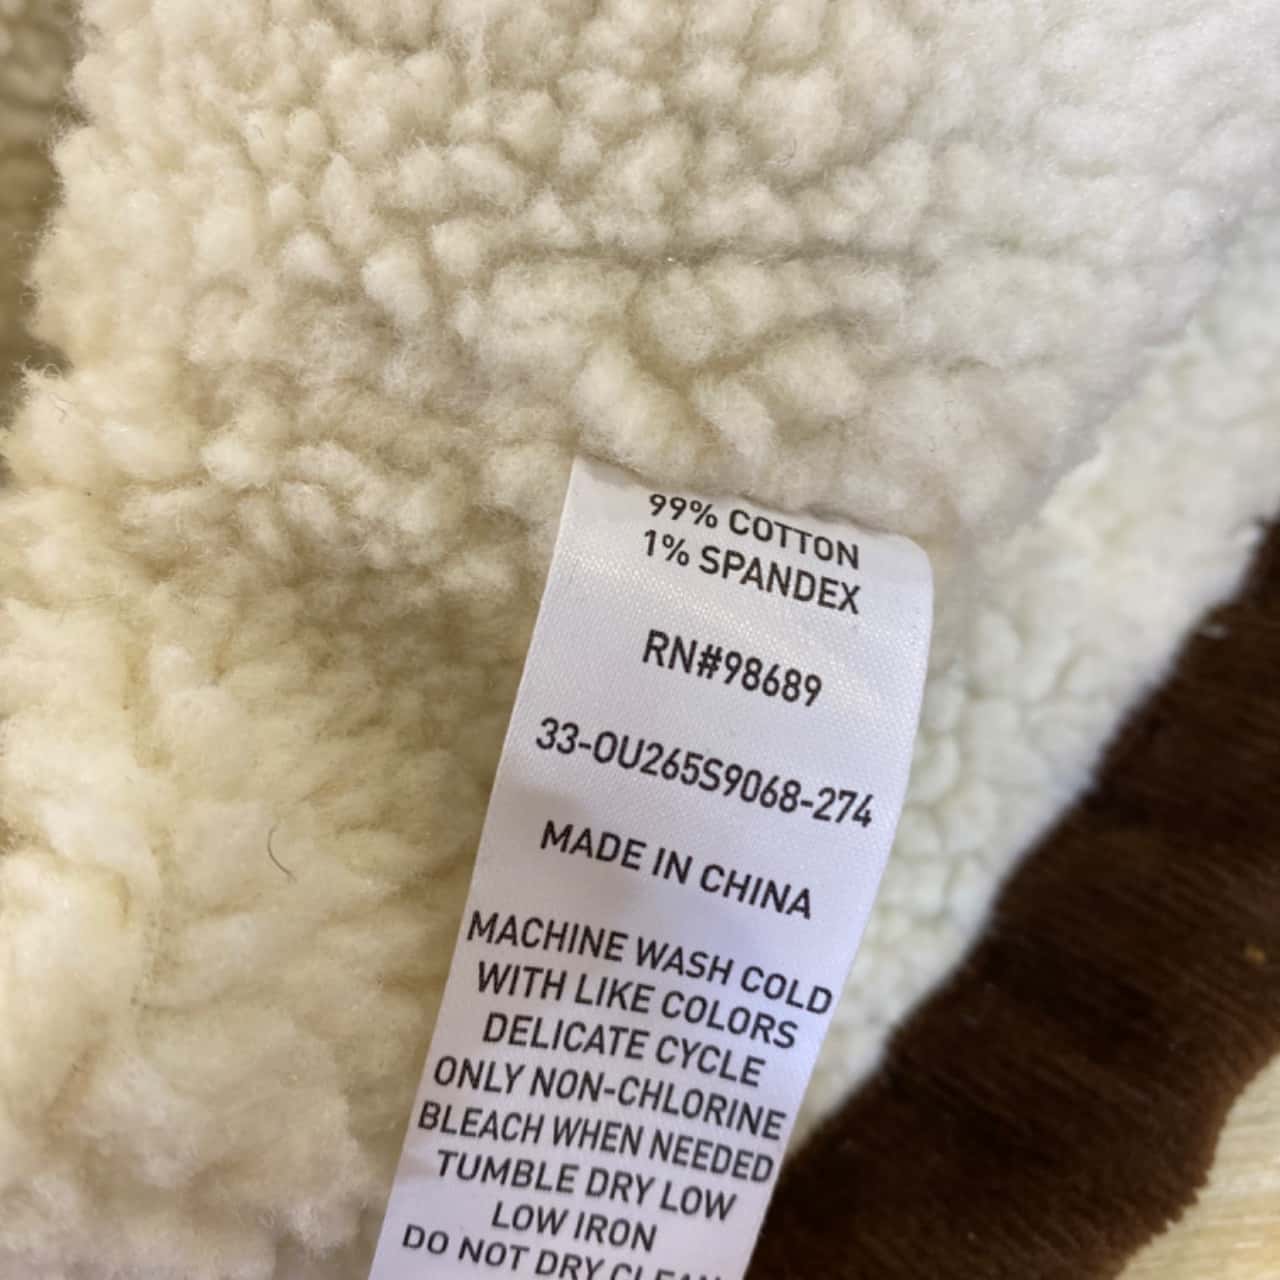 99% COTTON
1% SPANDEX
RN#98689
33-OU265S9068-274
MADE IN CHINA
MACHINE WASH COLD
WITH LIKE COLORS
DELICATE CYCLE
ONLY NON-CHLORINE
BLEACH WHEN NEEDED
TUMBLE DRY LOW
LOW IRON
DO NOT DRY CLEAN